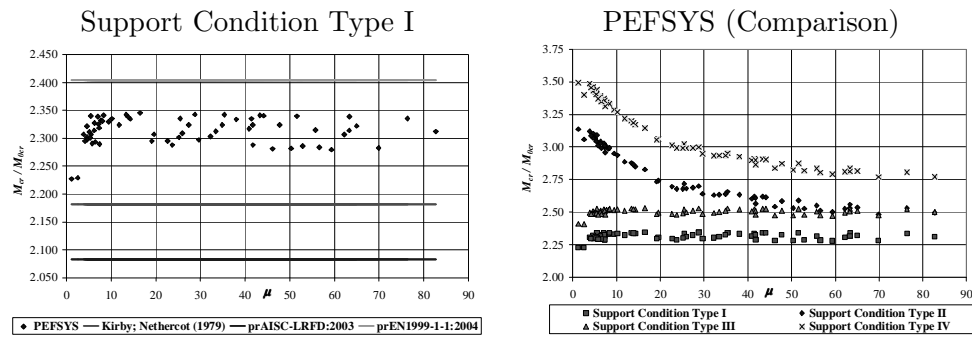 Support Condition Type I
2.450
2.400
2.350
2.300
2.250
2.200
2.150
2.100
2.050
M_cr / M_0cr
0 10 20 30 40 50 60 70 80 90
μ
PEFSYS Kirby; Nethercot (1979) prAISC-LRFD:2003 prEN1999-1-1:2004
PEFSYS (Comparison)
3.75
3.50
3.25
3.00
2.75
2.50
2.25
2.00
M_cr / M_0cr
0 10 20 30 40 50 60 70 80 90
μ
Support Condition Type I Support Condition Type II
Support Condition Type III Support Condition Type IV